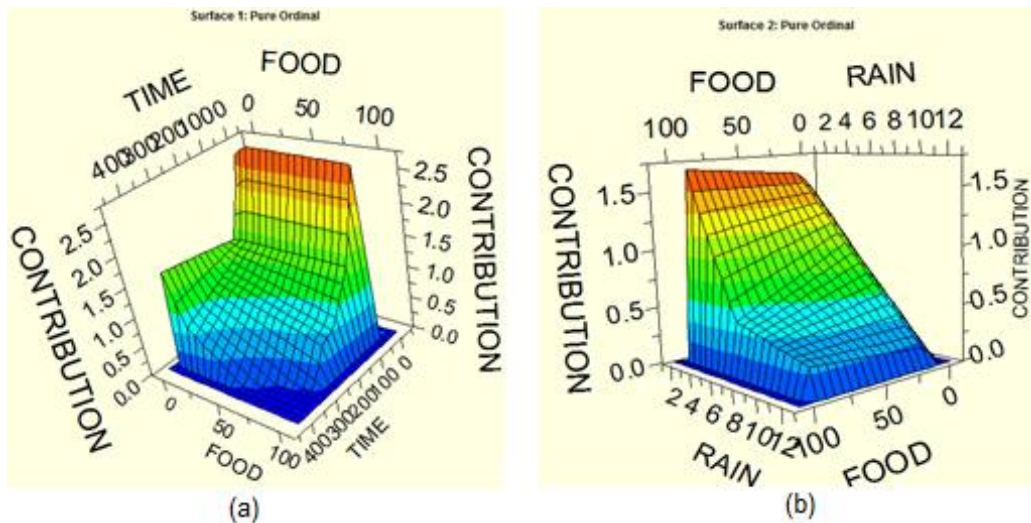 Surface 1: Pure Ordinal
TIME
FOOD
400 300 200 100 0
0 50 100
CONTRIBUTION
2.5
2.0
1.5
1.0
0.5
0.0
CONTRIBUTION
2.5
2.0
1.5
1.0
0.5
0.0
0 50 100
FOOD
400 300 200 100 0
TIME
(a)
Surface 2: Pure Ordinal
FOOD
RAIN
100 50 0
2 4 6 8 10 12
CONTRIBUTION
1.5
1.0
0.5
0.0
CONTRIBUTION
1.5
1.0
0.5
0.0
2 4 6 8 10 12
RAIN
100 50 0
FOOD
(b)